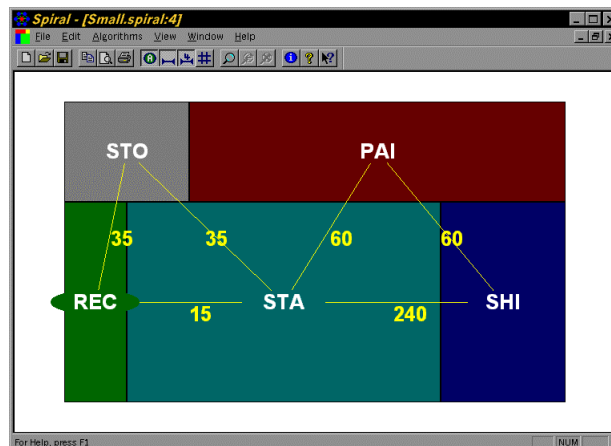 Spiral - [Small.spiral:4]
File Edit Algorithms View Window Help
STO PAI
35 35 60 60
REC STA SHI
15 240
For Help, press F1 NUM